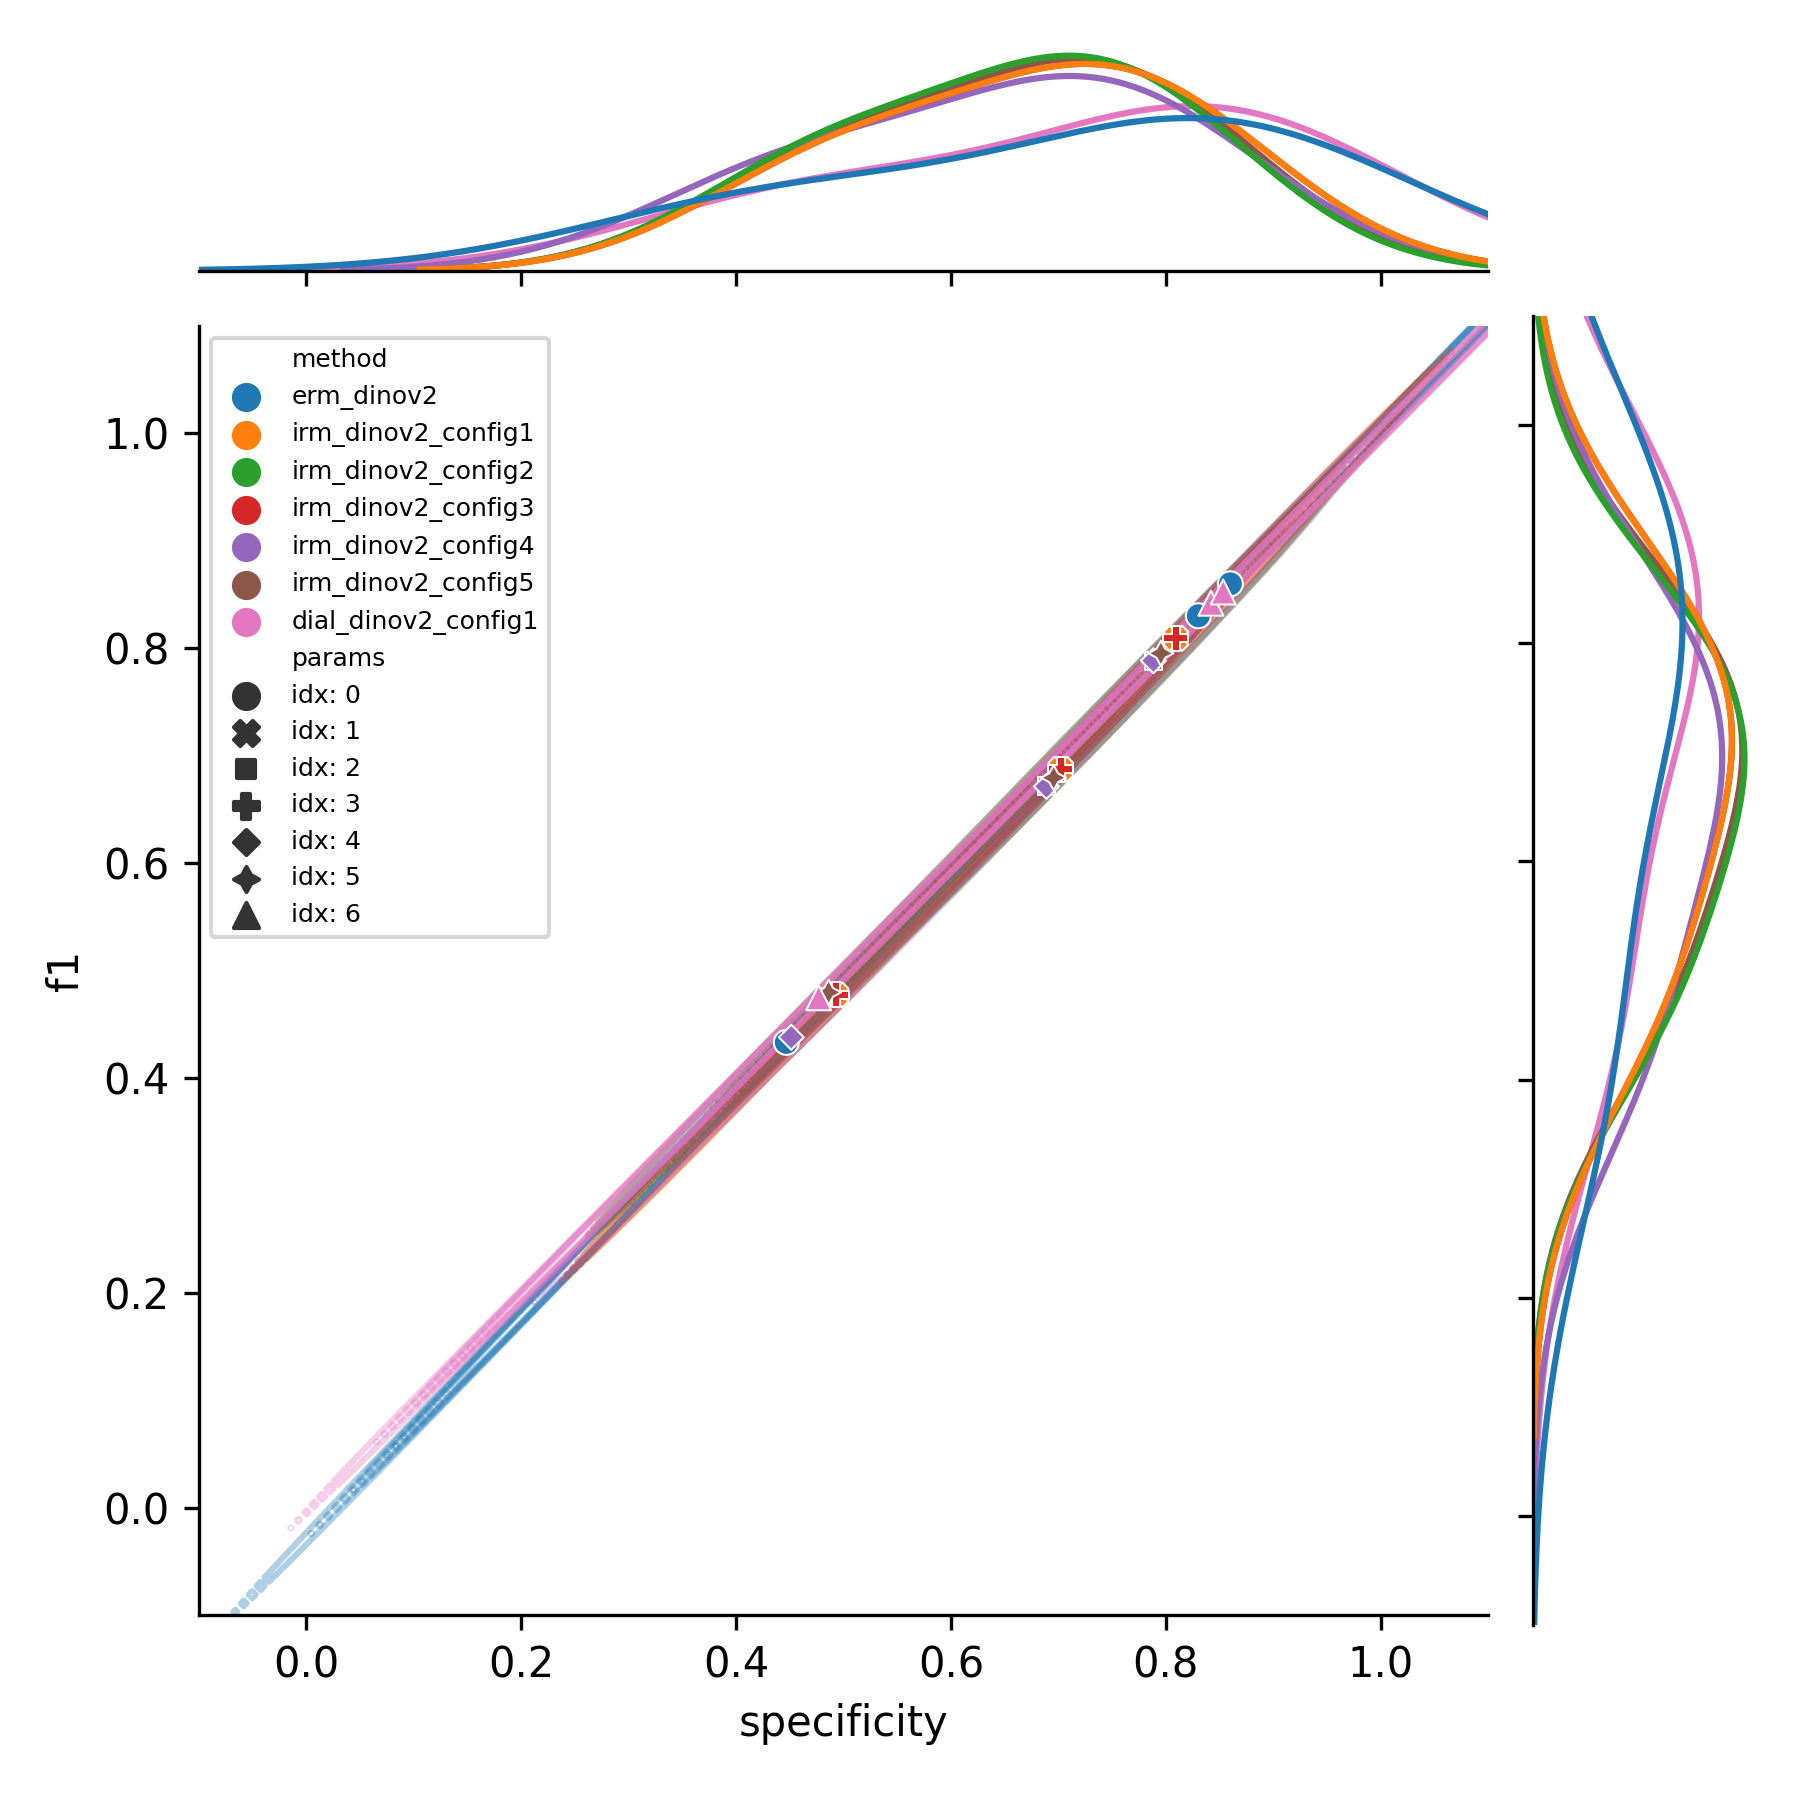 method
erm_dinov2
irm_dinov2_config1
irm_dinov2_config2
irm_dinov2_config3
irm_dinov2_config4
irm_dinov2_config5
dial_dinov2_config1
params
idx: 0
idx: 1
idx: 2
idx: 3
idx: 4
idx: 5
idx: 6
1.0
0.8
0.6
0.4
0.2
0.0
f1
0.0 0.2 0.4 0.6 0.8 1.0
specificity